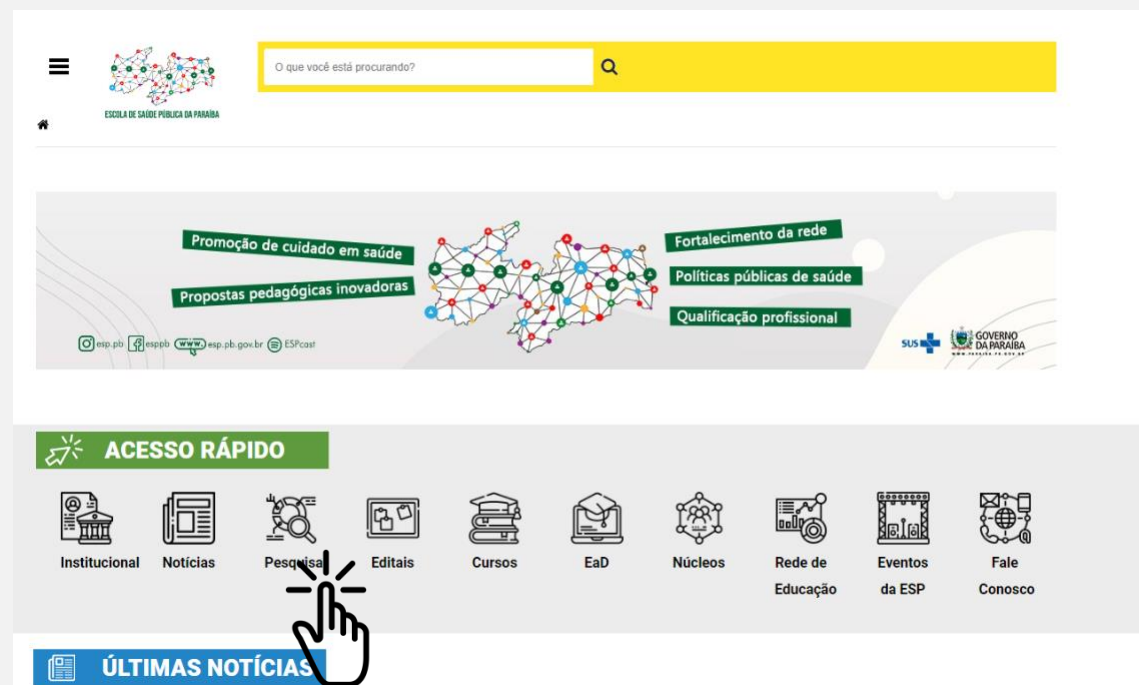 O que você está procurando?
ESCOLA DE SAÚDE PÚBLICA DA PARAÍBA
Promoção de cuidado em saúde
Propostas pedagógicas inovadoras
Fortalecimento da rede
Políticas públicas de saúde
Qualificação profissional
esp.pb esppb www. esp.pb.gov.br ESPcast
SUS GOVERNO
DA PARAÍBA
ACESSO RÁPIDO
Institucional Notícias Pesquisa Editais Cursos EaD Núcleos Rede de Educação Eventos da ESP Fale Conosco
ÚLTIMAS NOTÍCIAS